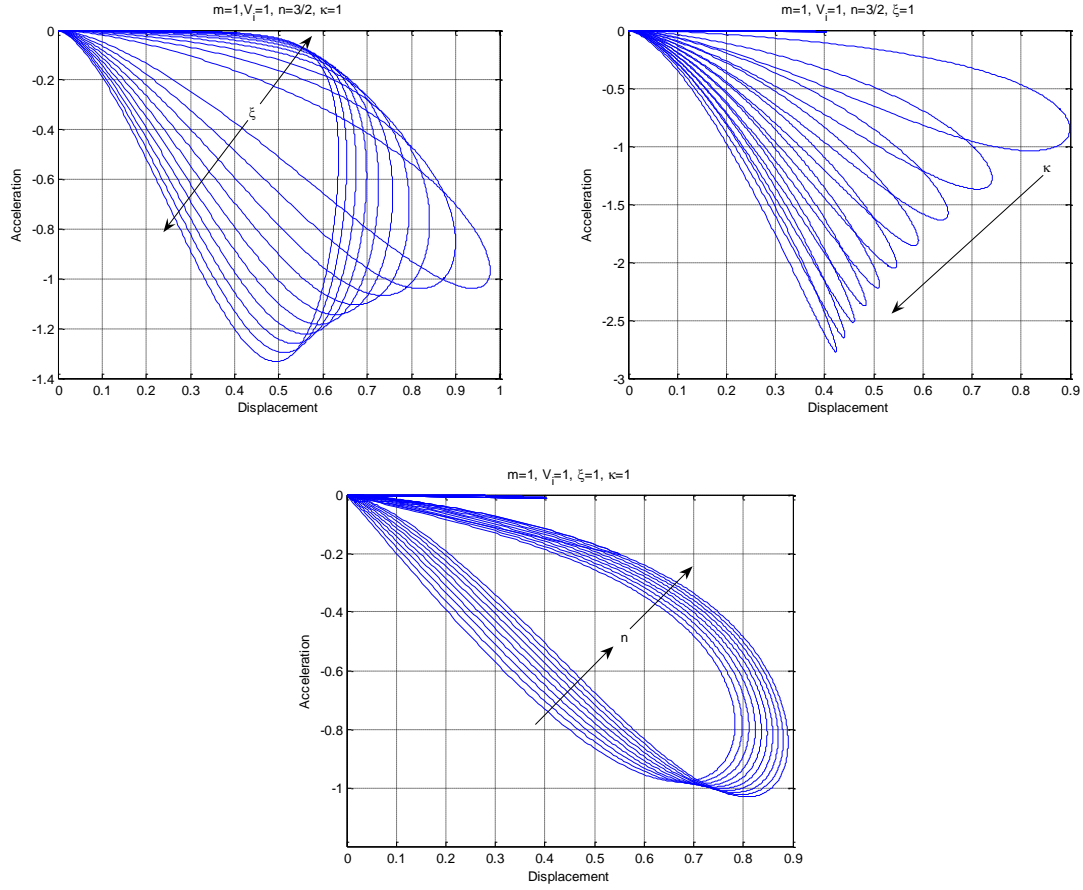 m=1,Vi=1, n=3/2, κ=1
0
-0.2
-0.4
-0.6
-0.8
-1
-1.2
-1.4
Acceleration
ξ
0 0.1 0.2 0.3 0.4 0.5 0.6 0.7 0.8 0.9 1
Displacement
m=1, Vi=1, n=3/2, ξ=1
0
-0.5
-1
-1.5
-2
-2.5
-3
Acceleration
κ
0 0.1 0.2 0.3 0.4 0.5 0.6 0.7 0.8 0.9
Displacement
m=1, Vi=1, ξ=1, κ=1
0
-0.2
-0.4
-0.6
-0.8
-1
Acceleration
n
0 0.1 0.2 0.3 0.4 0.5 0.6 0.7 0.8 0.9
Displacement